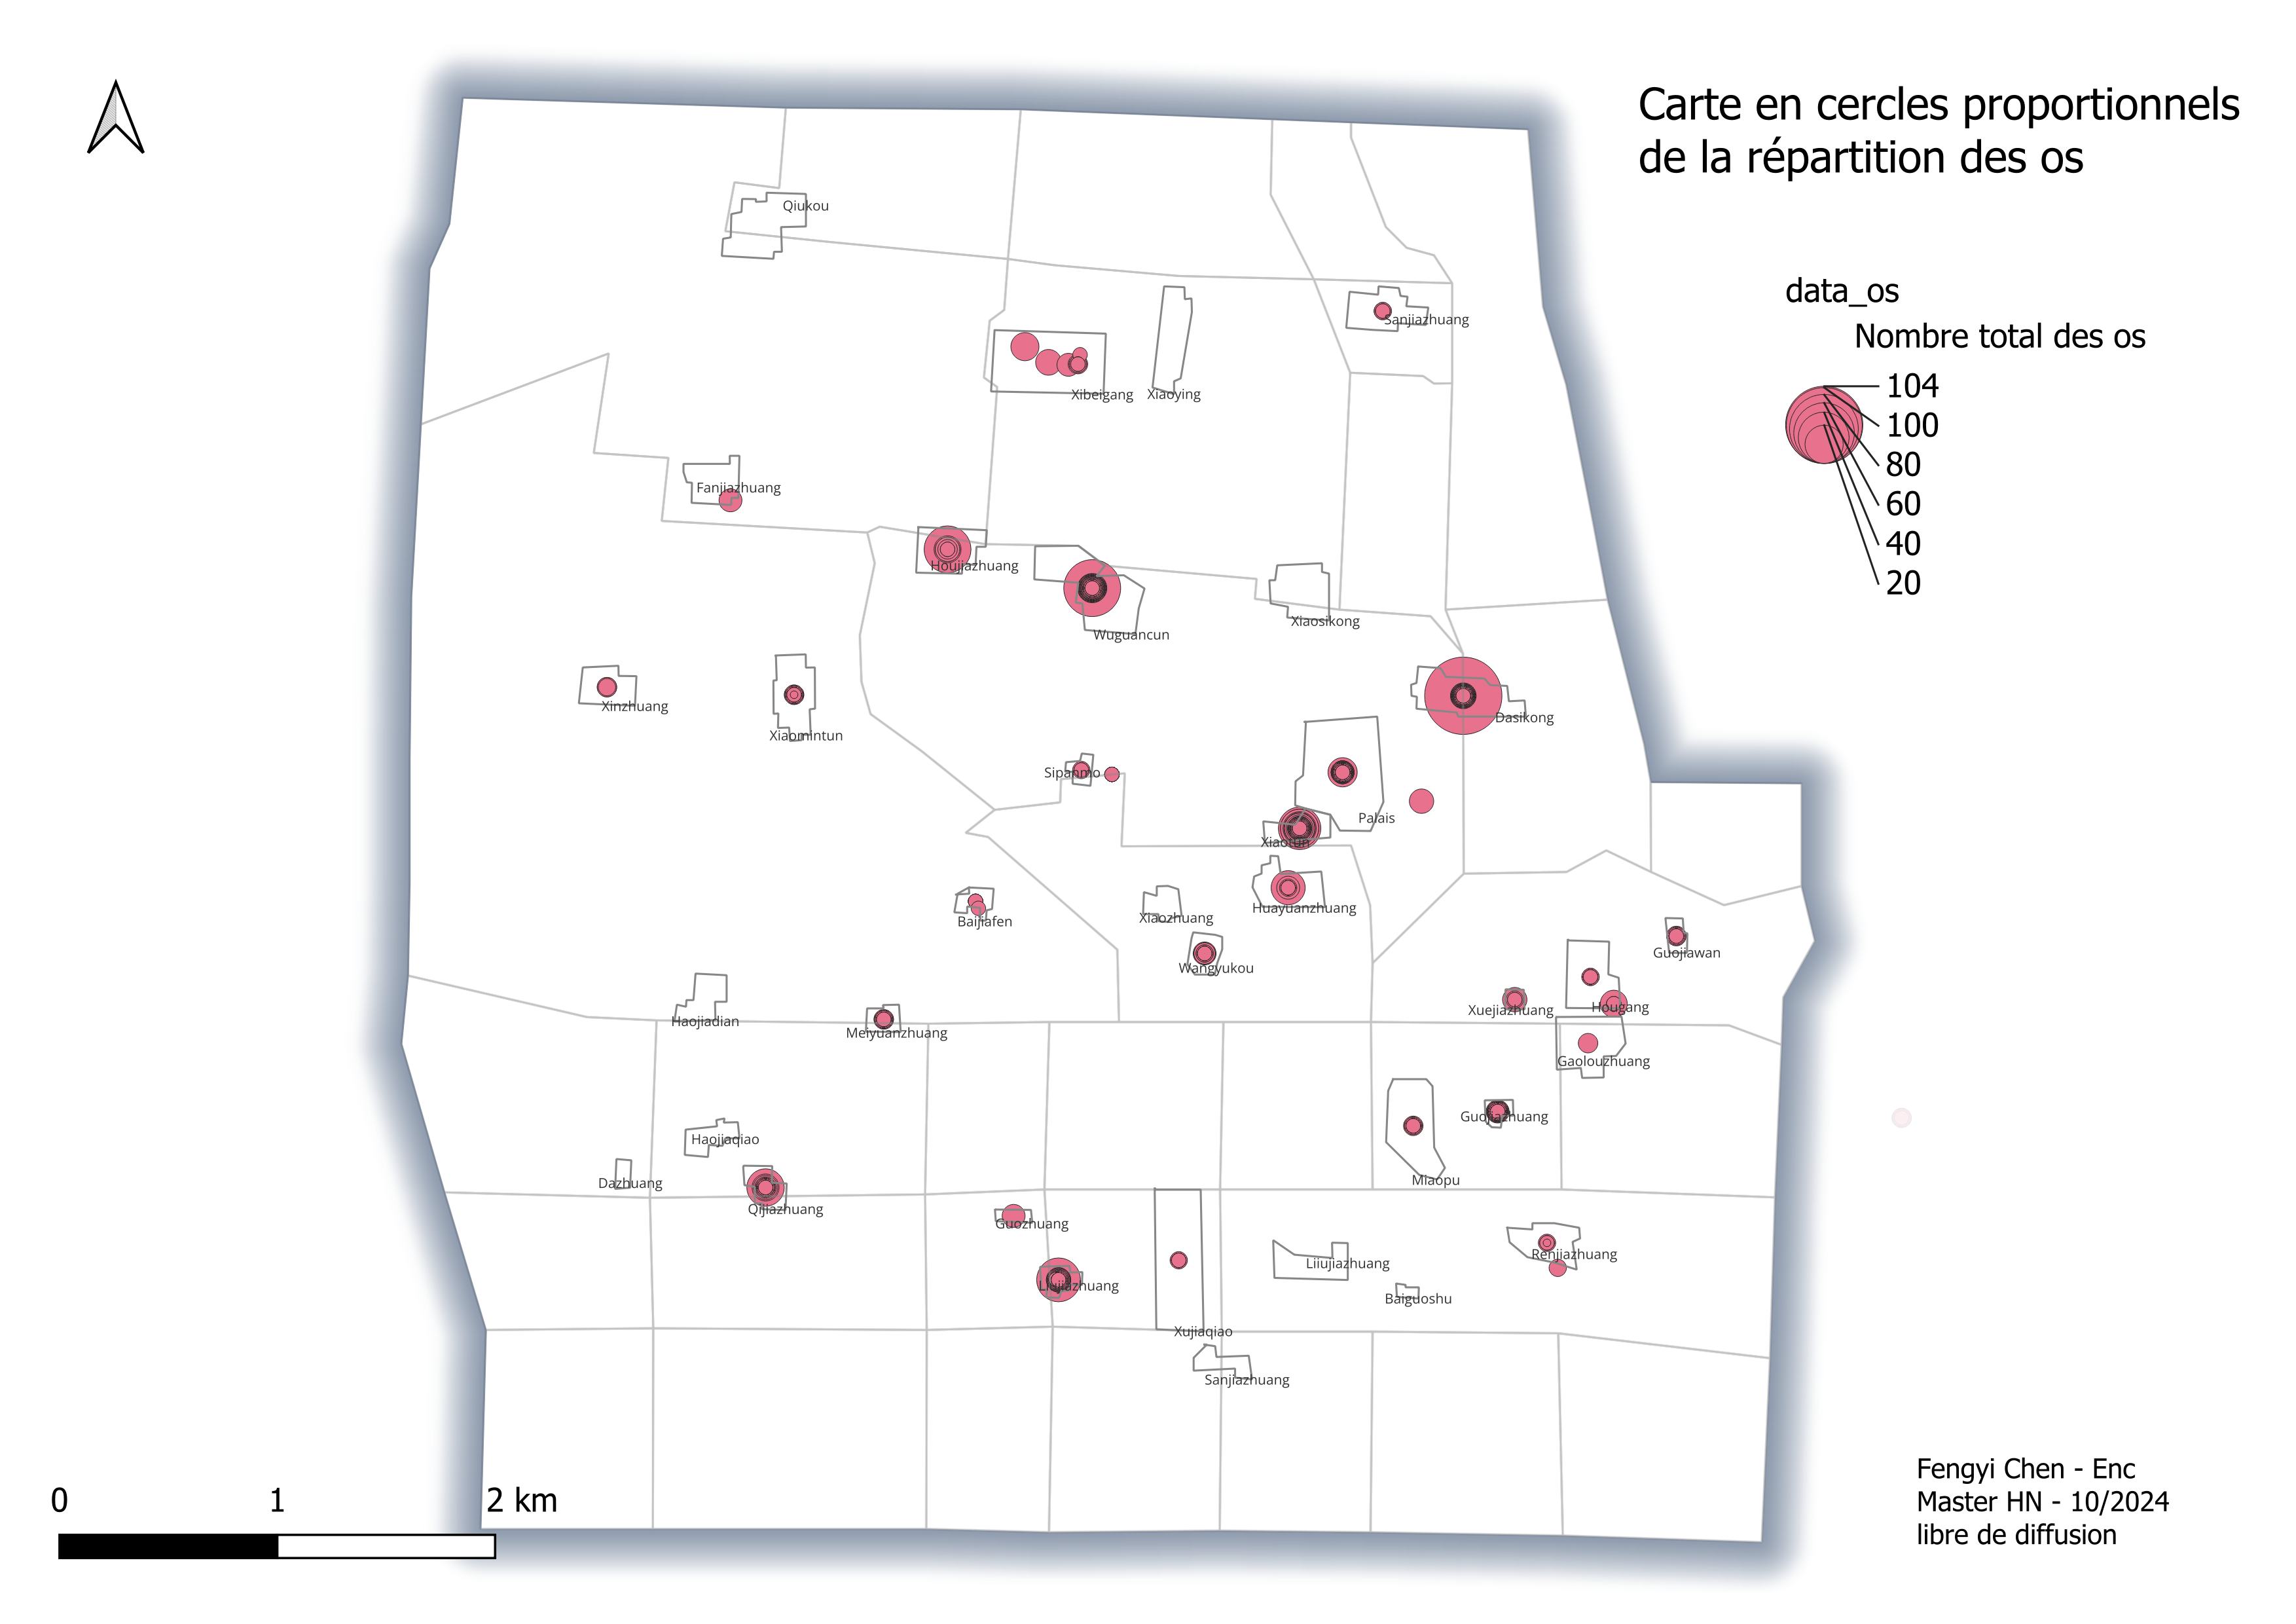 Carte en cercles proportionnels
de la répartition des os
data_os
Nombre total des os
104
100
80
60
40
20
Qiukou
Sanjiazhuang
Xibeigang
Xiaoying
Fanjiazhuang
Houjiazhuang
Wuguancun
Xiaosikong
Xinzhuang
Xiaomintun
Dasikong
Sipanmo
Palais
Xiaotun
Baijiafen
Xiaozhuang
Huayuanzhuang
Wangyukou
Guojiawan
Haojiadian
Meiyuanzhuang
Xuejiazhuang
Hougang
Gaolouzhuang
Haojiaqiao
Guojiazhuang
Dazhuang
Miaopu
Qijiazhuang
Guozhuang
Liujiazhuang
Liiujiazhuang
Renjiazhuang
Baiguoshu
Xujiaqiao
Sanjiazhuang
0 1 2 km
Fengyi Chen - Enc
Master HN - 10/2024
libre de diffusion